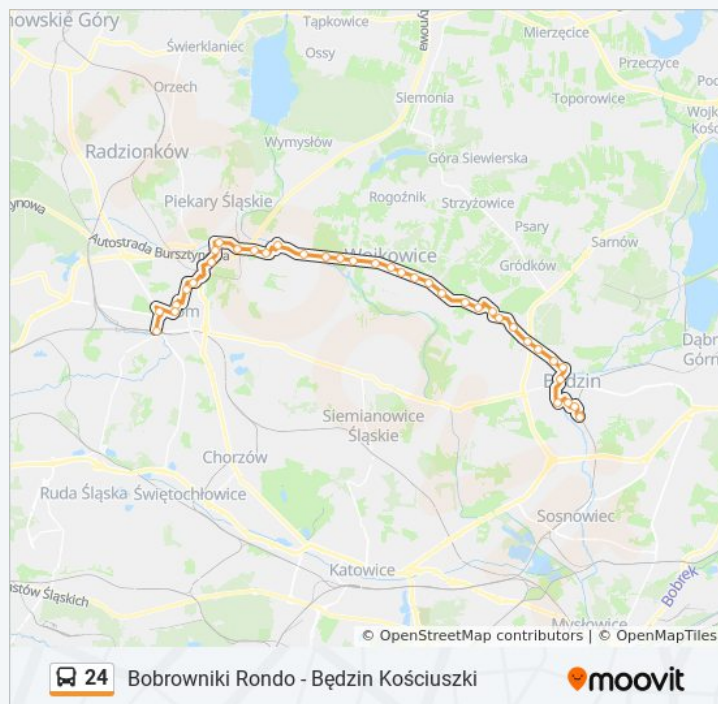 nowskie Góry
Tąpkowice
Mierzęcice
Świerklaniec
Ossy
Przeczyce
Orzech
Siemonia
Toporowice
Wymysłów
Radzionków
Góra Siewierska
Rogoźnik
Strzyżowice
Piekary Śląskie
Psary
Sarnów
Autostrada Bursztynowa
Wojkowice
Gródków
Będzin
Siemianowice
Śląskie
Chorzów
Ruda Śląska
Świętochłowice
Sosnowiec
Katowice
Bobrek
Mysłowice
© OpenStreetMap contributors | © OpenMapTiles
24 Bobrowniki Rondo - Będzin Kościuszki
moovit